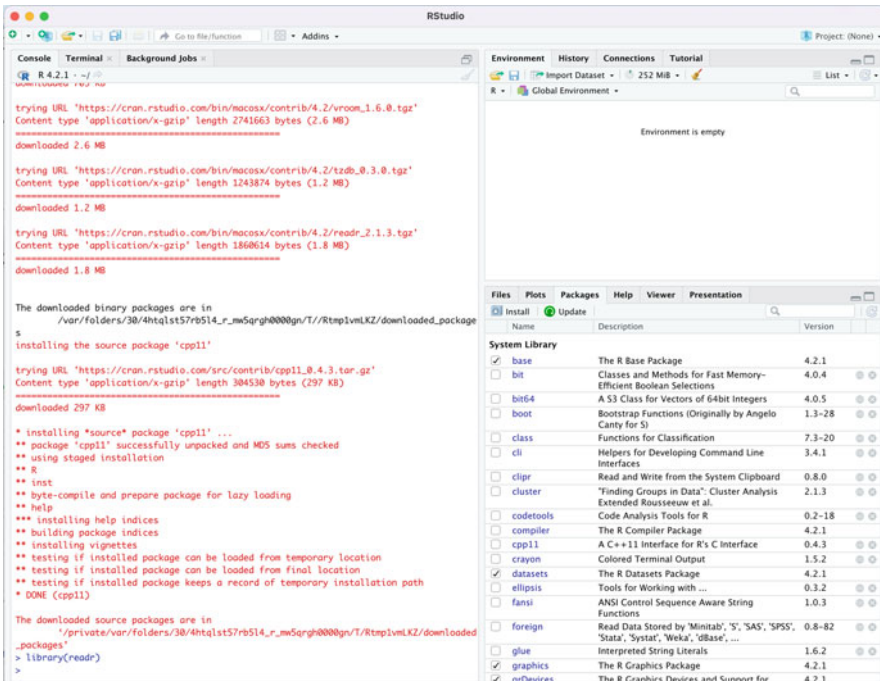 RStudio
Go to file/function
Addins
Project: (None)
Console Terminal Background Jobs
R 4.2.1 · ~/
trying URL 'https://cran.rstudio.com/bin/macosx/contrib/4.2/vroom_1.6.0.tgz'
Content type 'application/x-gzip' length 2741663 bytes (2.6 MB)
==================================================
downloaded 2.6 MB
trying URL 'https://cran.rstudio.com/bin/macosx/contrib/4.2/tzdb_0.3.0.tgz'
Content type 'application/x-gzip' length 1243874 bytes (1.2 MB)
==================================================
downloaded 1.2 MB
trying URL 'https://cran.rstudio.com/bin/macosx/contrib/4.2/readr_2.1.3.tgz'
Content type 'application/x-gzip' length 1860614 bytes (1.8 MB)
==================================================
downloaded 1.8 MB
The downloaded binary packages are in
/var/folders/30/4htqlst57rb5l4_r_mw5qrgh0000gn/T//Rtmp1vmLKZ/downloaded_package
s
installing the source package 'cpp11'
trying URL 'https://cran.rstudio.com/src/contrib/cpp11_0.4.3.tar.gz'
Content type 'application/x-gzip' length 304530 bytes (297 KB)
==================================================
downloaded 297 KB
* installing *source* package 'cpp11' ...
** package 'cpp11' successfully unpacked and MD5 sums checked
** using staged installation
** R
** inst
** byte-compile and prepare package for lazy loading
** help
*** installing help indices
** building package indices
** installing vignettes
** testing if installed package can be loaded from temporary location
** testing if installed package can be loaded from final location
** testing if installed package keeps a record of temporary installation path
* DONE (cpp11)
The downloaded source packages are in
'/private/var/folders/30/4htqlst57rb5l4_r_mw5qrgh0000gn/T/Rtmp1vmLKZ/downloaded
_packages'
> library(readr)
>
Environment History Connections Tutorial
Import Dataset 252 MiB List
R Global Environment
Environment is empty
Files Plots Packages Help Viewer Presentation
Install Update
Name Description Version
System Library
base The R Base Package 4.2.1
bit Classes and Methods for Fast Memory- 4.0.4
Efficient Boolean Selections
bit64 A S3 Class for Vectors of 64bit Integers 4.0.5
boot Bootstrap Functions (Originally by Angelo 1.3-28
Canty for S)
class Functions for Classification 7.3-20
cli Helpers for Developing Command Line 3.4.1
Interfaces
clipr Read and Write from the System Clipboard 0.8.0
cluster "Finding Groups in Data": Cluster Analysis 2.1.3
Extended Rousseeuw et al.
codetools Code Analysis Tools for R 0.2-18
compiler The R Compiler Package 4.2.1
cpp11 A C++11 Interface for R's C Interface 0.4.3
crayon Colored Terminal Output 1.5.2
datasets The R Datasets Package 4.2.1
ellipsis Tools for Working with ... 0.3.2
fansi ANSI Control Sequence Aware String 1.0.3
Functions
foreign Read Data Stored by 'Minitab', 'S', 'SAS', 'SPSS', 0.8-82
'Stata', 'Systat', 'Weka', 'dBase', ...
glue Interpreted String Literals 1.6.2
graphics The R Graphics Package 4.2.1
grDevices The R Graphics Devices and Support for 4.2.1